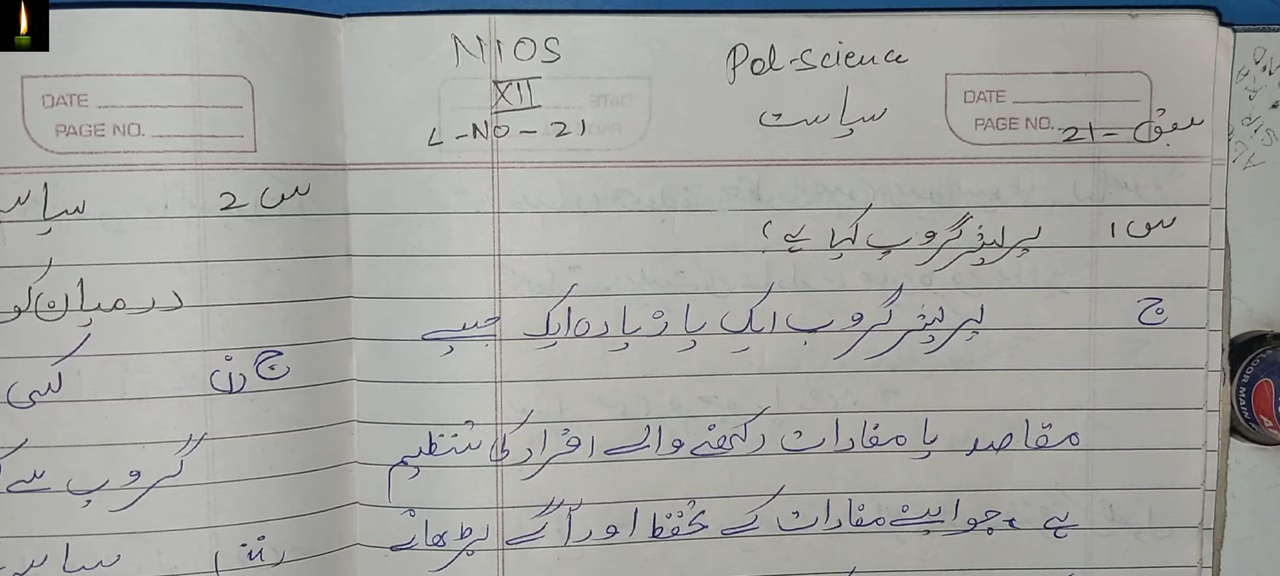 NIOS
XII
L-NO-21
Pol-Science
سیاست
DATE
PAGE NO.
سبق-21
س ۱ پریشر گروپ کیا ہے؟
ج پریشر گروپ ایک یا زیادہ ایک جیسے
مقاصد یا مفادات رکھنے والے افراد کی تنظیم
ہے ۔ جو اپنے مفادات کے تحفظ اور آگے بڑھانے
DATE
PAGE NO.
س 2
درمیان کو
ج (i) کسی
گروپ سے
(ii)